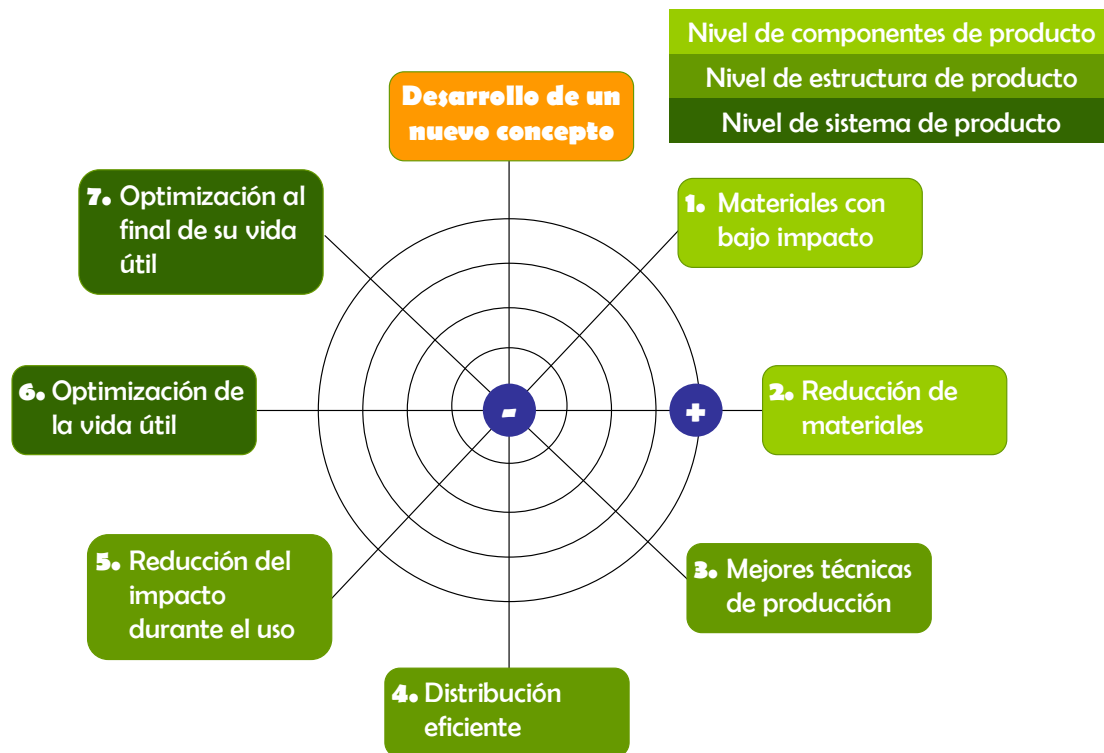 Nivel de componentes de producto
Nivel de estructura de producto
Nivel de sistema de producto
Desarrollo de un
nuevo concepto
1. Materiales con
bajo impacto
2. Reducción de
materiales
3. Mejores técnicas
de producción
4. Distribución
eficiente
5. Reducción del
impacto
durante el uso
6. Optimización de
la vida útil
7. Optimización al
final de su vida
útil
-
+